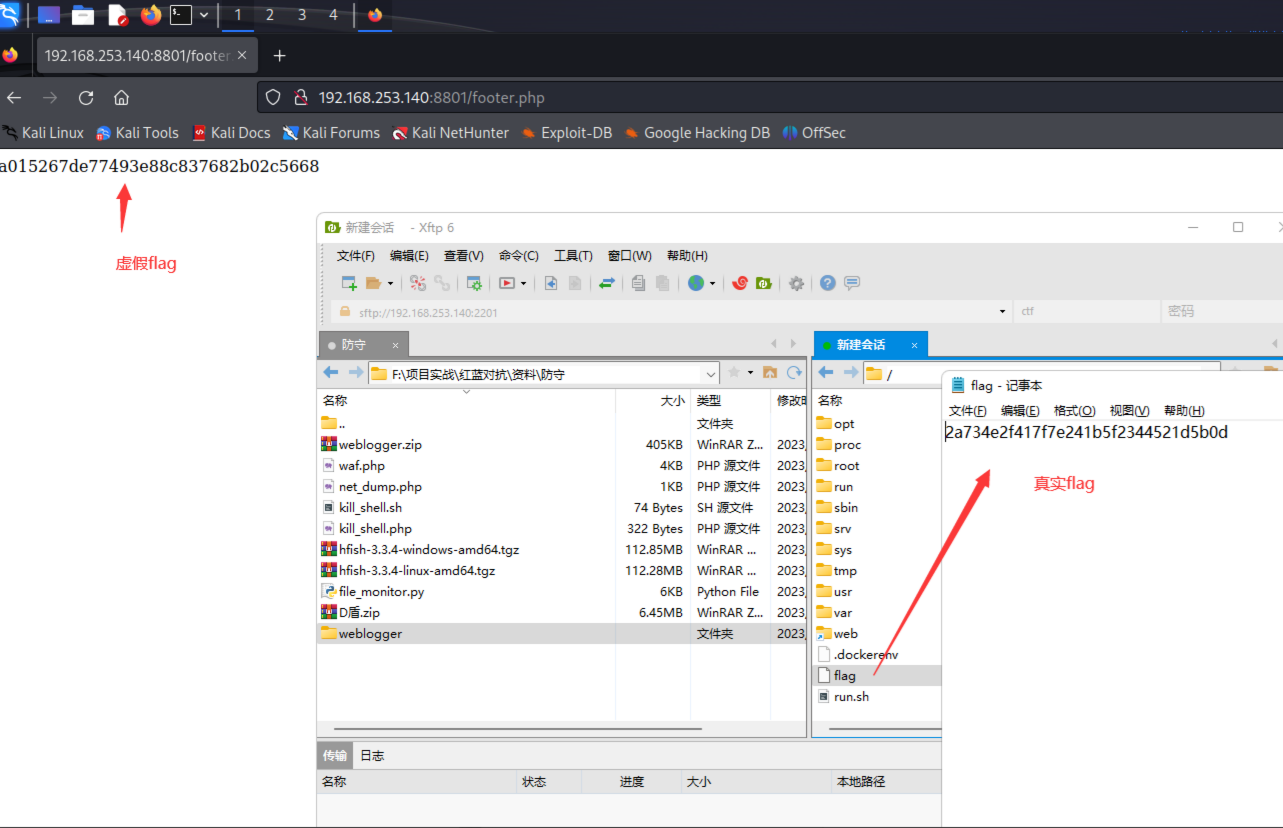 1 2 3 4
192.168.253.140:8801/footer
192.168.253.140:8801/footer.php
Kali Linux Kali Tools Kali Docs Kali Forums Kali NetHunter Exploit-DB Google Hacking DB OffSec
a015267de77493e88c837682b02c5668
虚假flag
新建会话 - Xftp 6
文件(F) 编辑(E) 查看(V) 命令(C) 工具(T) 窗口(W) 帮助(H)
sftp://192.168.253.140:2201 ctf 密码
防守
F:\项目实战\红蓝对抗\资料\防守
名称 大小 类型 修改时
.. 文件夹
weblogger.zip 405KB WinRAR Z... 2023,
waf.php 4KB PHP 源文件 2023,
net_dump.php 1KB PHP 源文件 2023,
kill_shell.sh 74 Bytes SH 源文件 2023,
kill_shell.php 322 Bytes PHP 源文件 2023,
hfish-3.3.4-windows-amd64.tgz 112.85MB WinRAR ... 2023,
hfish-3.3.4-linux-amd64.tgz 112.28MB WinRAR ... 2023,
file_monitor.py 6KB Python File 2023,
D盾.zip 6.45MB WinRAR Z... 2023,
weblogger 文件夹 2023,
新建会话
/
名称
opt
proc
root
run
sbin
srv
sys
tmp
usr
var
web
.dockerenv
flag
run.sh
flag - 记事本
文件(F) 编辑(E) 格式(O) 视图(V) 帮助(H)
2a734e2f417f7e241b5f2344521d5b0d
真实flag
传输 日志
名称 状态 进度 大小 本地路径